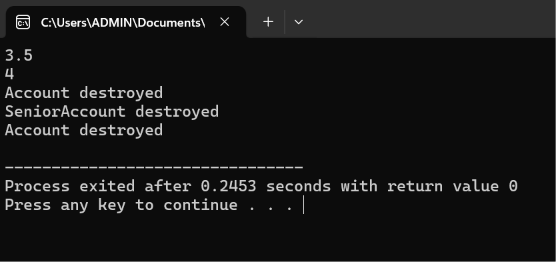 C:\Users\ADMIN\Documents\
3.5
4
Account destroyed
SeniorAccount destroyed
Account destroyed
--------------------------------
Process exited after 0.2453 seconds with return value 0
Press any key to continue . . .